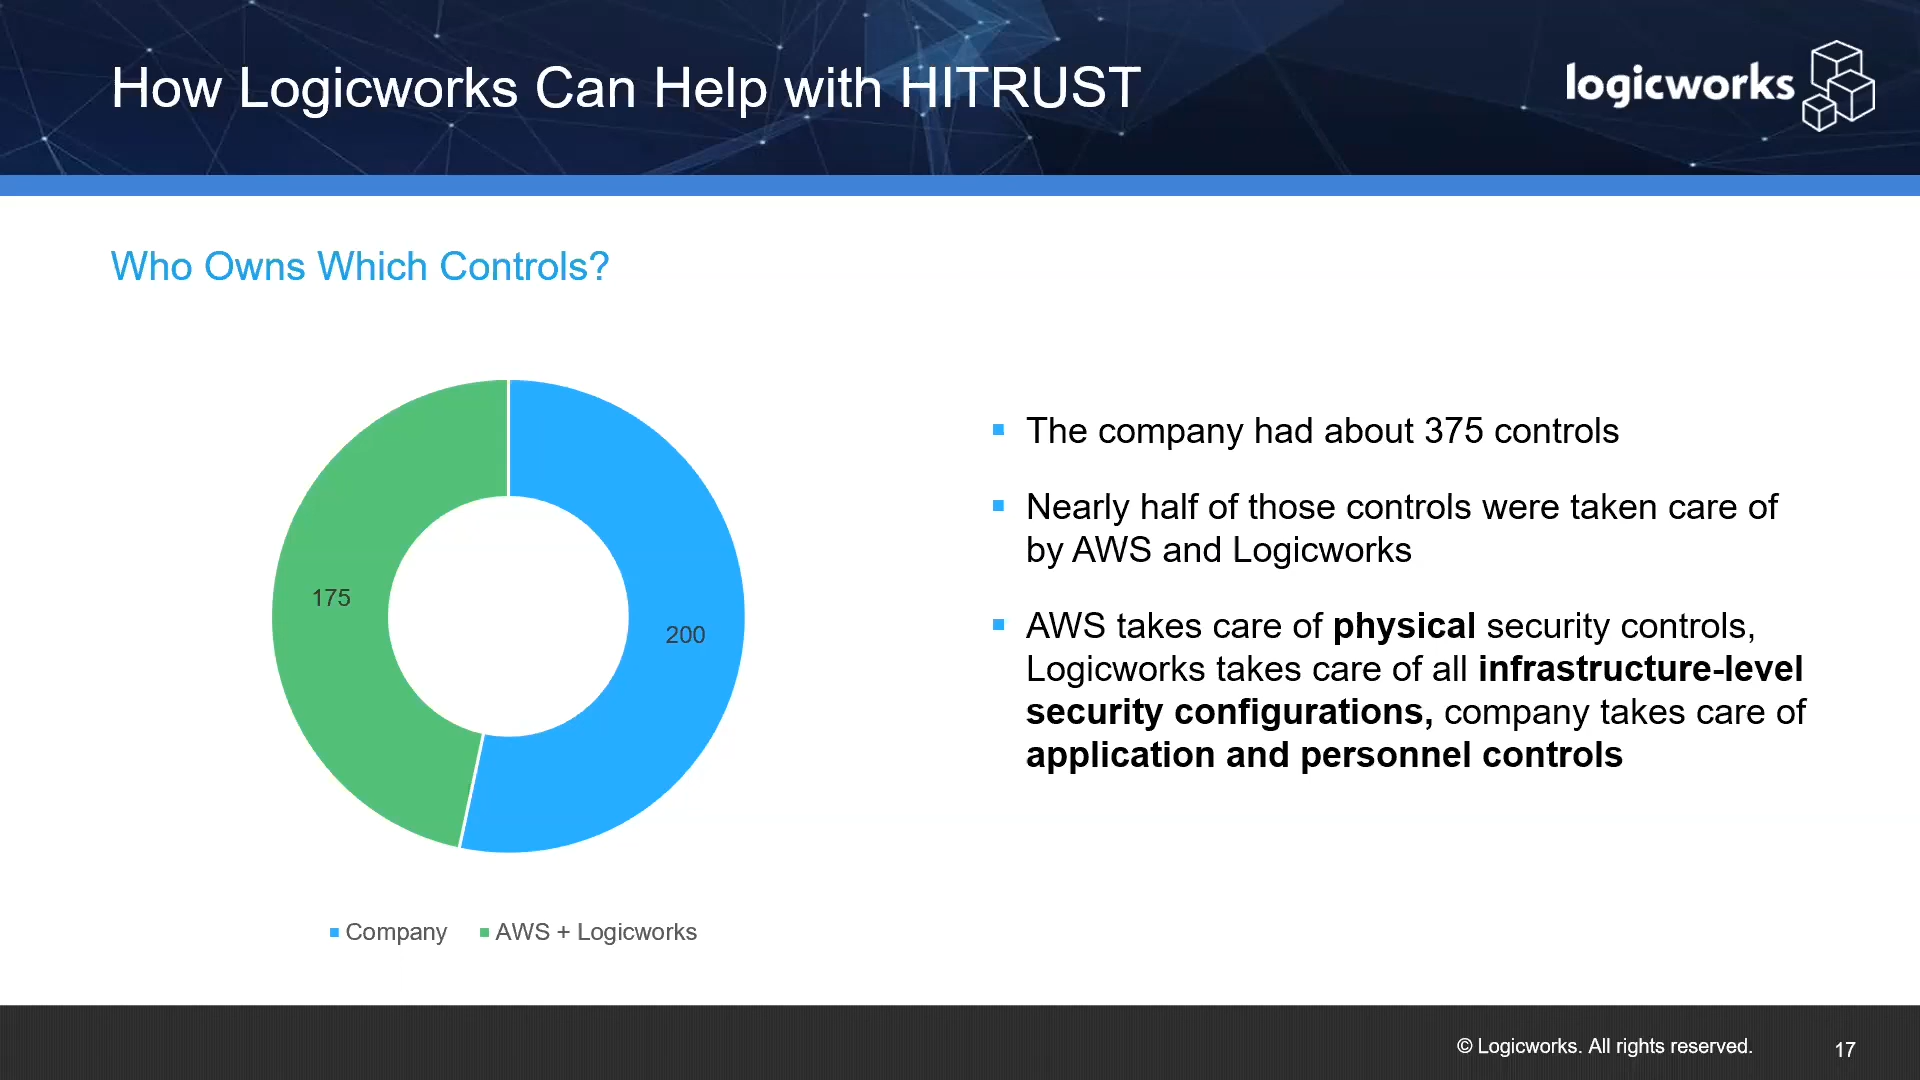 How Logicworks Can Help with HITRUST
logicworks
Who Owns Which Controls?
175
200
Company
AWS + Logicworks
The company had about 375 controls
Nearly half of those controls were taken care of
by AWS and Logicworks
AWS takes care of physical security controls,
Logicworks takes care of all infrastructure-level
security configurations, company takes care of
application and personnel controls
© Logicworks. All rights reserved.
17